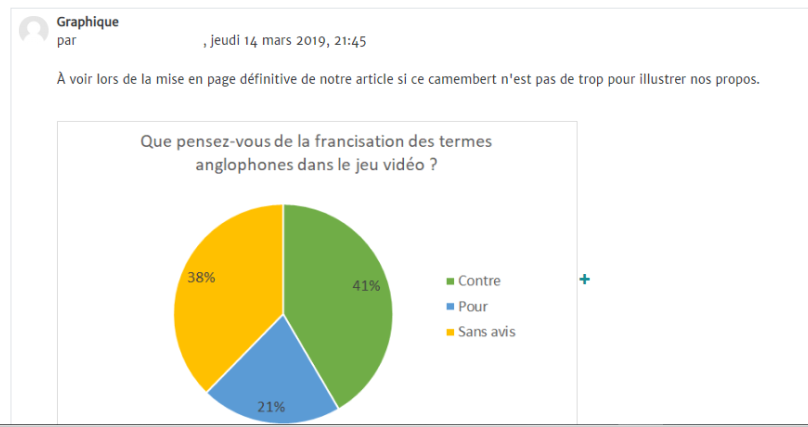 Graphique
par , jeudi 14 mars 2019, 21:45
À voir lors de la mise en page définitive de notre article si ce camembert n'est pas de trop pour illustrer nos propos.
Que pensez-vous de la francisation des termes
anglophones dans le jeu vidéo ?
38%
41%
21%
Contre
Pour
Sans avis